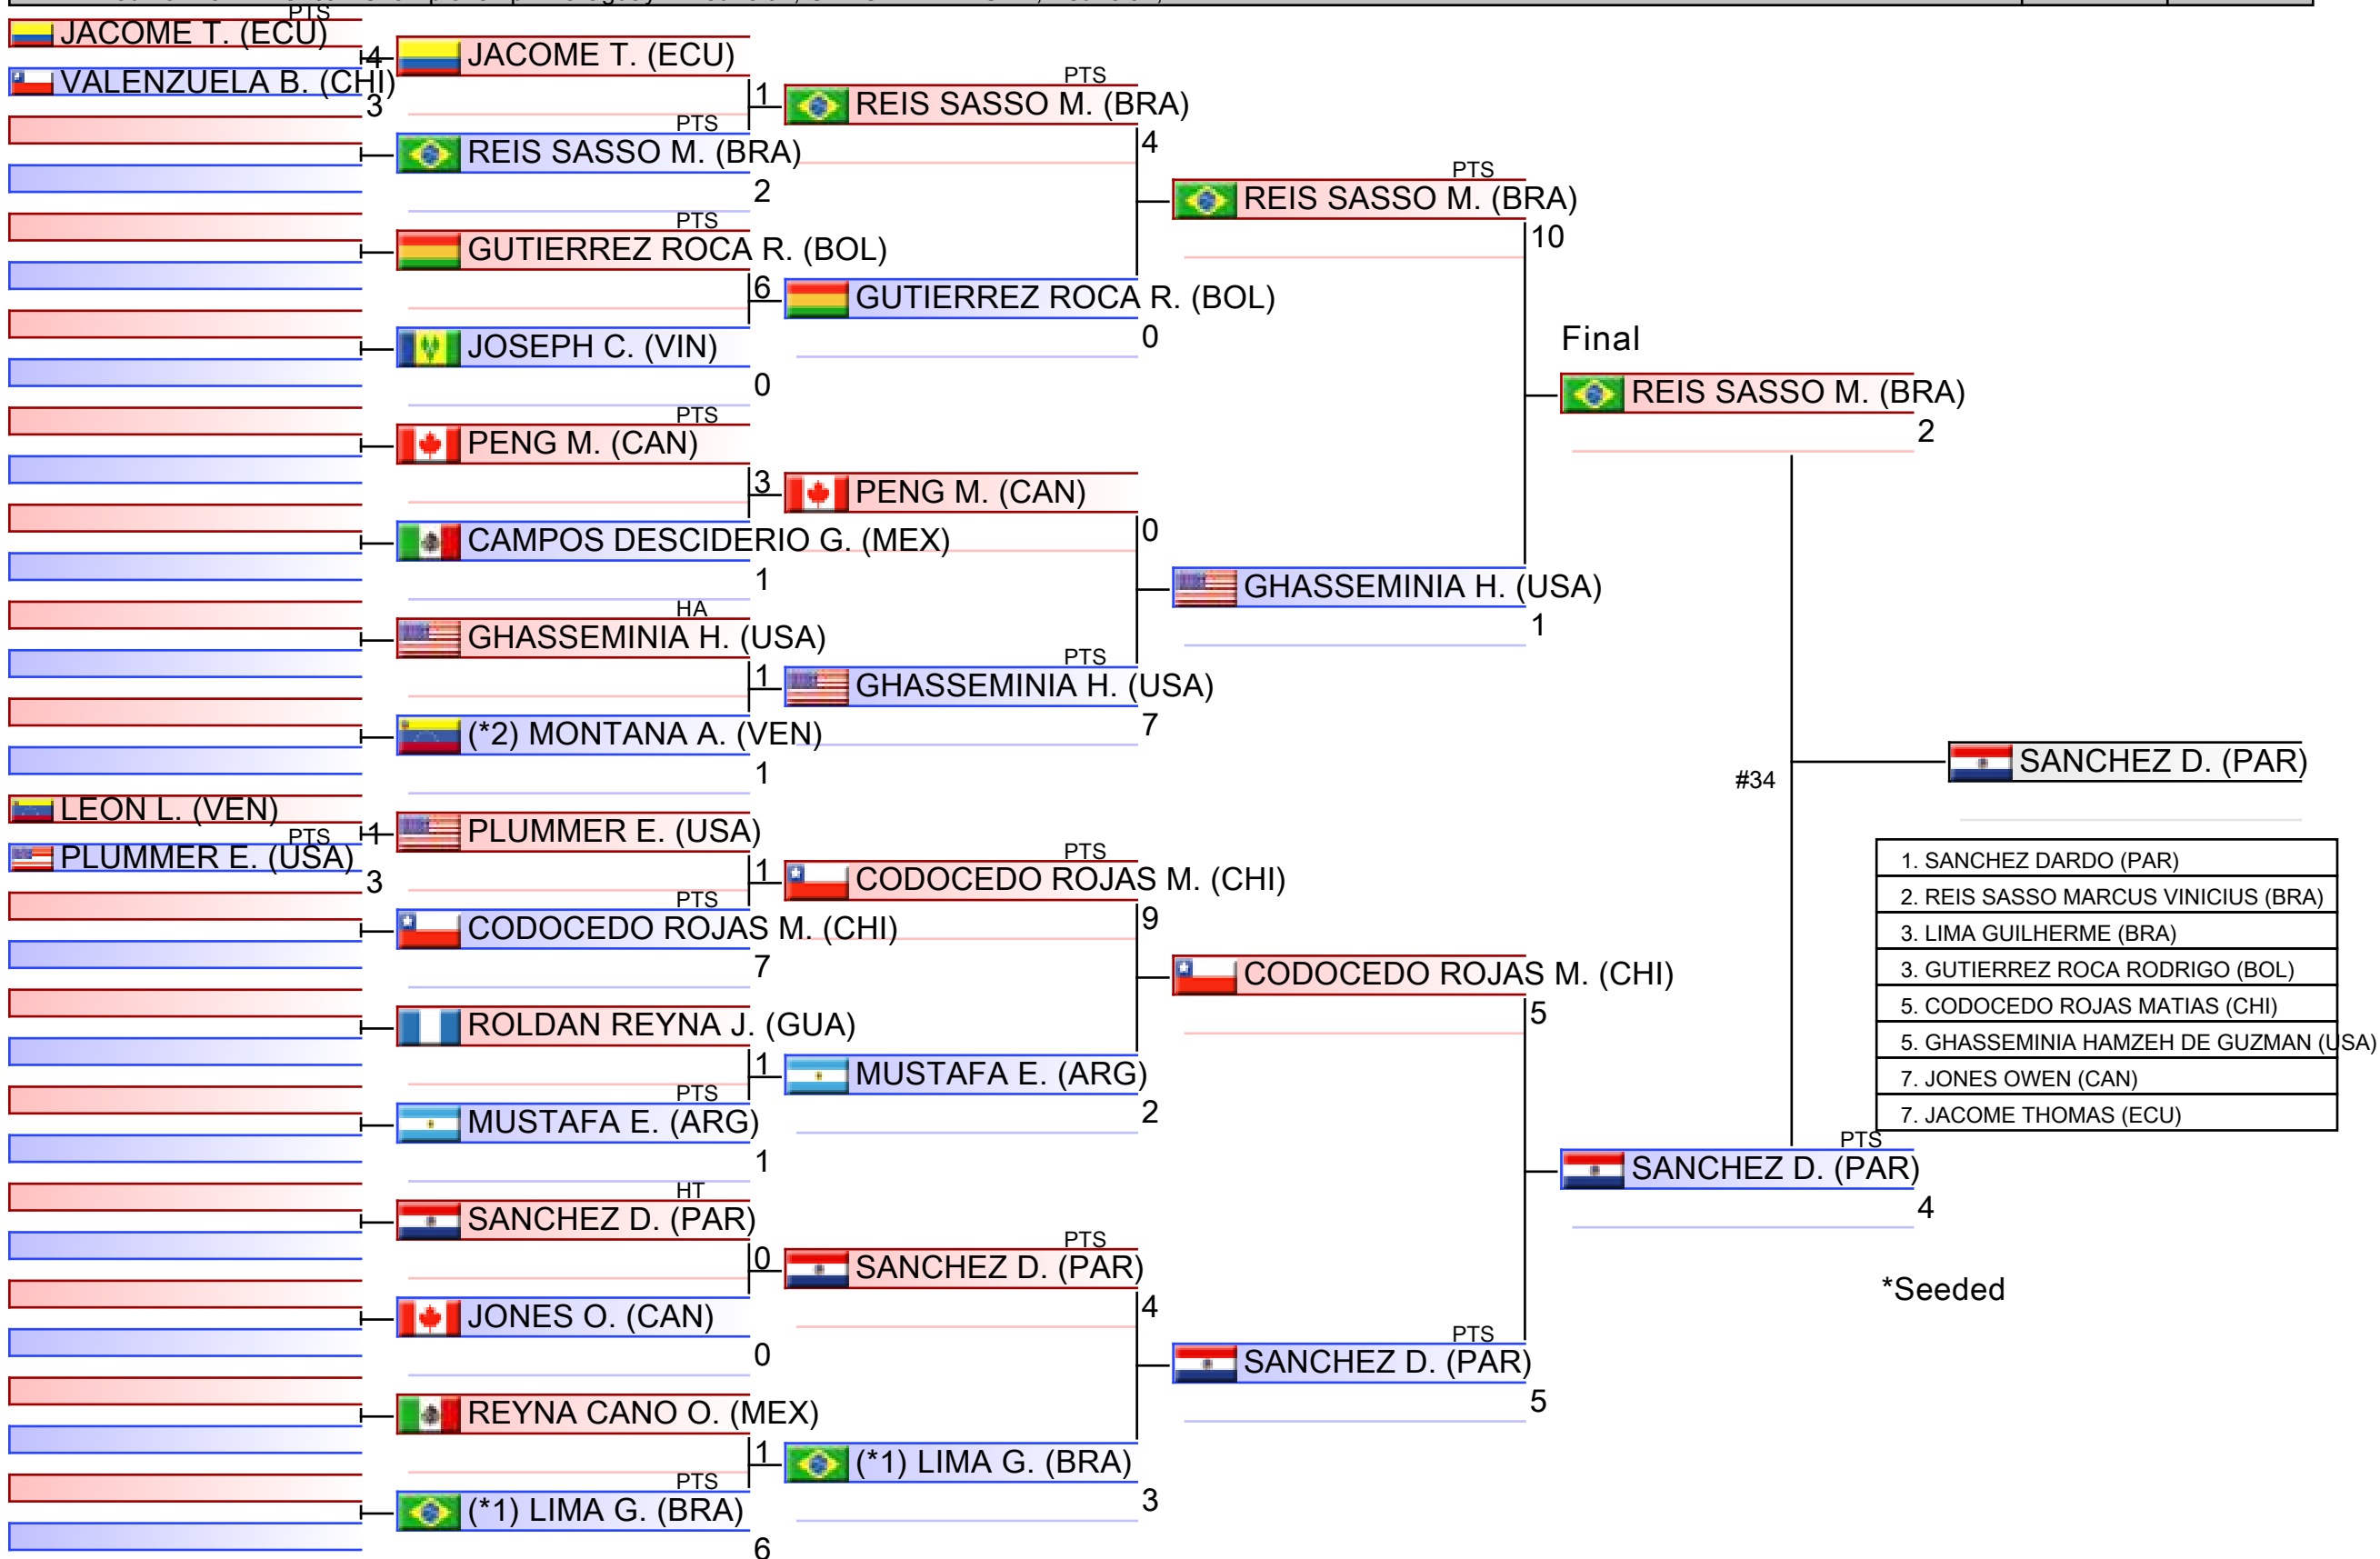 PTS
JACOME T. (ECU)
4
VALENZUELA B. (CHI)
3
LEON L. (VEN)
1
PTS
PLUMMER E. (USA)
3
JACOME T. (ECU)
1
PTS
REIS SASSO M. (BRA)
2
PTS
GUTIERREZ ROCA R. (BOL)
6
JOSEPH C. (VIN)
0
PTS
PENG M. (CAN)
3
CAMPOS DESCIDERIO G. (MEX)
1
HA
GHASSEMINIA H. (USA)
1
(*2) MONTANA A. (VEN)
1
PLUMMER E. (USA)
1
PTS
CODOCEDO ROJAS M. (CHI)
7
ROLDAN REYNA J. (GUA)
1
PTS
MUSTAFA E. (ARG)
1
HT
SANCHEZ D. (PAR)
0
JONES O. (CAN)
0
REYNA CANO O. (MEX)
1
PTS
(*1) LIMA G. (BRA)
6
PTS
REIS SASSO M. (BRA)
4
GUTIERREZ ROCA R. (BOL)
0
PENG M. (CAN)
0
PTS
GHASSEMINIA H. (USA)
7
PTS
CODOCEDO ROJAS M. (CHI)
9
MUSTAFA E. (ARG)
2
PTS
SANCHEZ D. (PAR)
4
(*1) LIMA G. (BRA)
3
PTS
REIS SASSO M. (BRA)
10
GHASSEMINIA H. (USA)
1
CODOCEDO ROJAS M. (CHI)
5
PTS
SANCHEZ D. (PAR)
5
Final
REIS SASSO M. (BRA)
2
#34
PTS
SANCHEZ D. (PAR)
4
SANCHEZ D. (PAR)
1. SANCHEZ DARDO (PAR)
2. REIS SASSO MARCUS VINICIUS (BRA)
3. LIMA GUILHERME (BRA)
3. GUTIERREZ ROCA RODRIGO (BOL)
5. CODOCEDO ROJAS MATIAS (CHI)
5. GHASSEMINIA HAMZEH DE GUZMAN (USA)
7. JONES OWEN (CAN)
7. JACOME THOMAS (ECU)
*Seeded